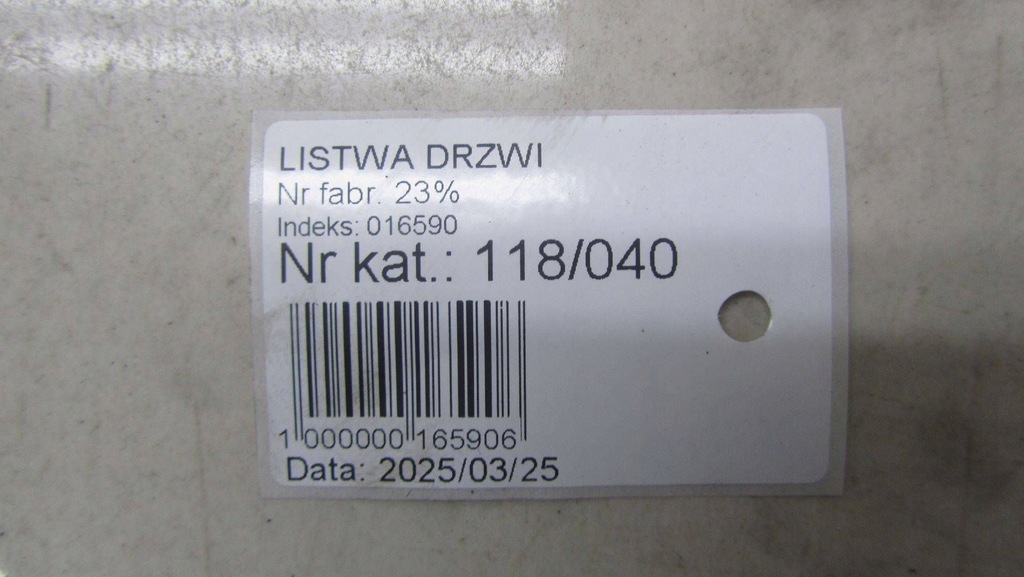 LISTWA DRZWI
Nr fabr. 23%
Indeks: 016590
Nr kat.: 118/040
1 000000 165906
Data: 2025/03/25